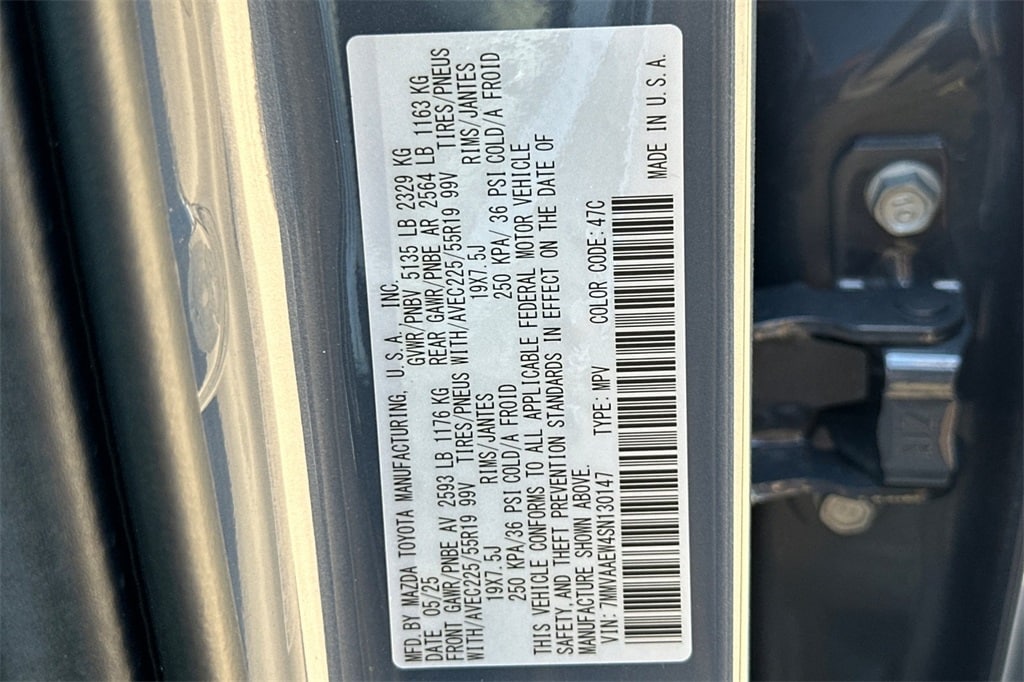 MFD. BY MAZDA TOYOTA MANUFACTURING, U. S. A. INC.
DATE 05/25 GVWR/PNBV 5135 LB 2329 KG
FRONT GAWR/PNBE AV 2593 LB 1176 KG REAR GAWR/PNBE AR 2564 LB 1163 KG
WITH/AVEC225/55R19 99V TIRES/PNEUS WITH/AVEC225/55R19 99V TIRES/PNEUS
19X7. 5J RIMS/JANTES 19X7. 5J RIMS/JANTES
250 KPA/36 PSI COLD/A FROID 250 KPA/ 36 PSI COLD/A FROID
THIS VEHICLE CONFORMS TO ALL APPLICABLE FEDERAL MOTOR VEHICLE
SAFETY, AND THEFT PREVENTION STANDARDS IN EFFECT ON THE DATE OF
MANUFACTURE SHOWN ABOVE.
VIN: 7MMVAAEW4SN130147 TYPE: MPV COLOR CODE: 47C
MADE IN U. S. A.